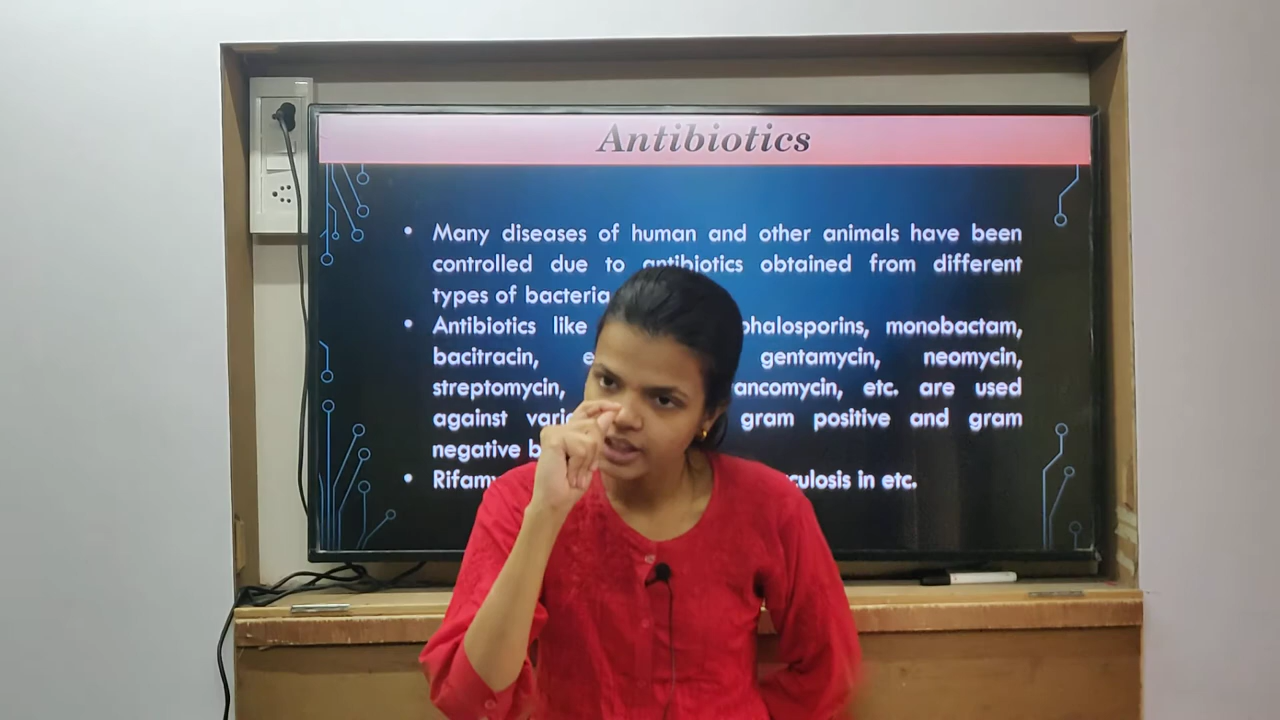 Antibiotics
• Many diseases of human and other animals have been
controlled due to antibiotics obtained from different
types of bacteria
• Antibiotics like phalosporins, monobactam,
bacitracin, e gentamycin, neomycin,
streptomycin, ancomycin, etc. are used
against vari gram positive and gram
negative b
• Rifam culosis in etc.